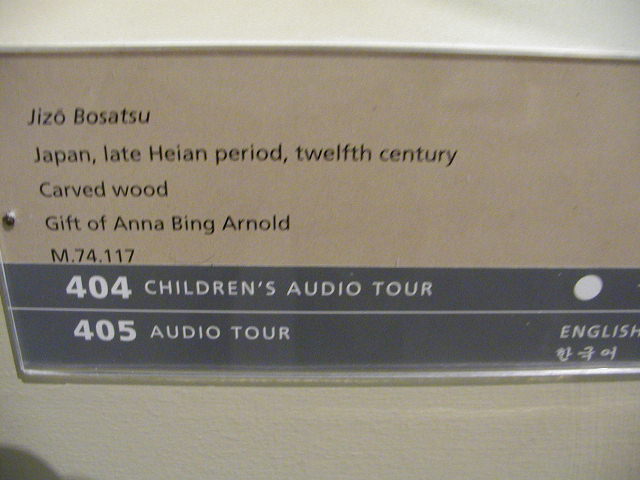 Jizō Bosatsu
Japan, late Heian period, twelfth century
Carved wood
Gift of Anna Bing Arnold
M.74.117
404 CHILDREN'S AUDIO TOUR
405 AUDIO TOUR
ENGLISH
한국어